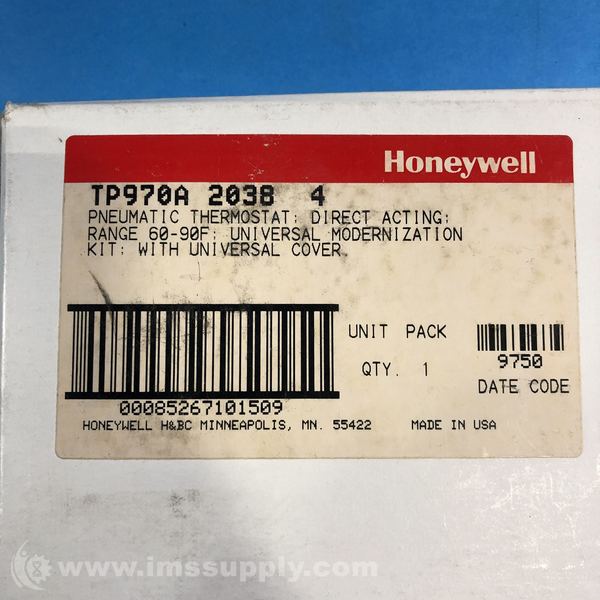 Honeywell
TP970A 2038 4
PNEUMATIC THERMOSTAT: DIRECT ACTING:
RANGE 60-90F: UNIVERSAL MODERNIZATION
KIT: WITH UNIVERSAL COVER.
UNIT PACK
QTY. 1
9750
DATE CODE
00085267101509
HONEYWELL H&BC MINNEAPOLIS, MN. 55422 MADE IN USA
www.imssupply.com